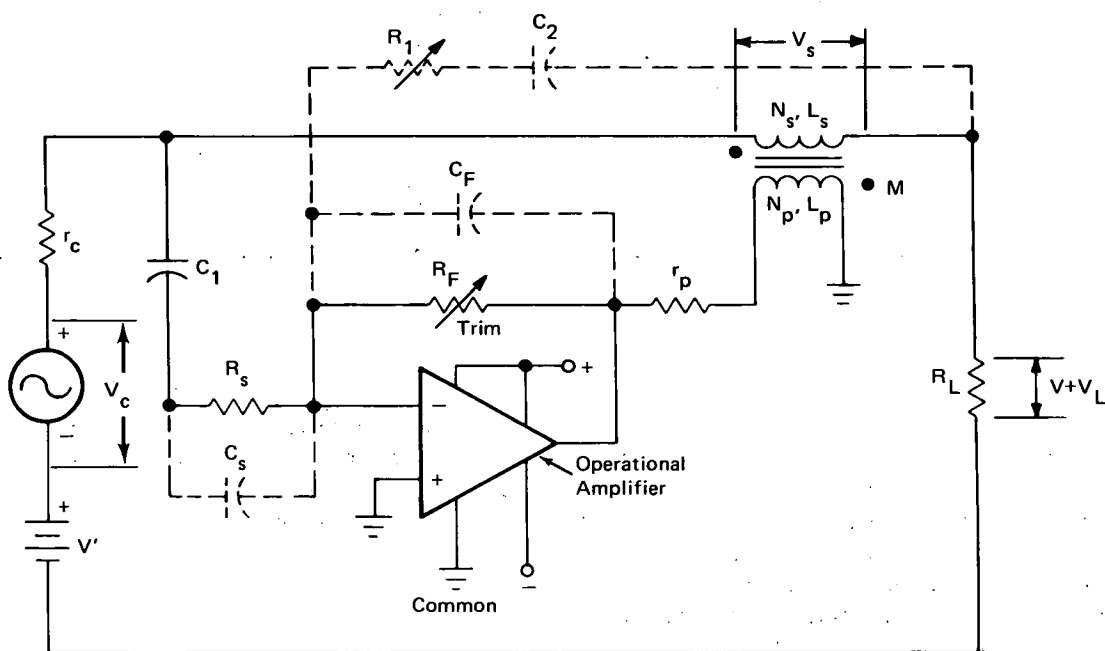 R1
C2
Vs
Ns, Ls
M
Np, Lp
CF
rc
C1
RF
Trim
rp
+
Vc
−
Rs
−
+
+
RL
V+VL
Operational
Amplifier
Cs
+
V'
−
Common